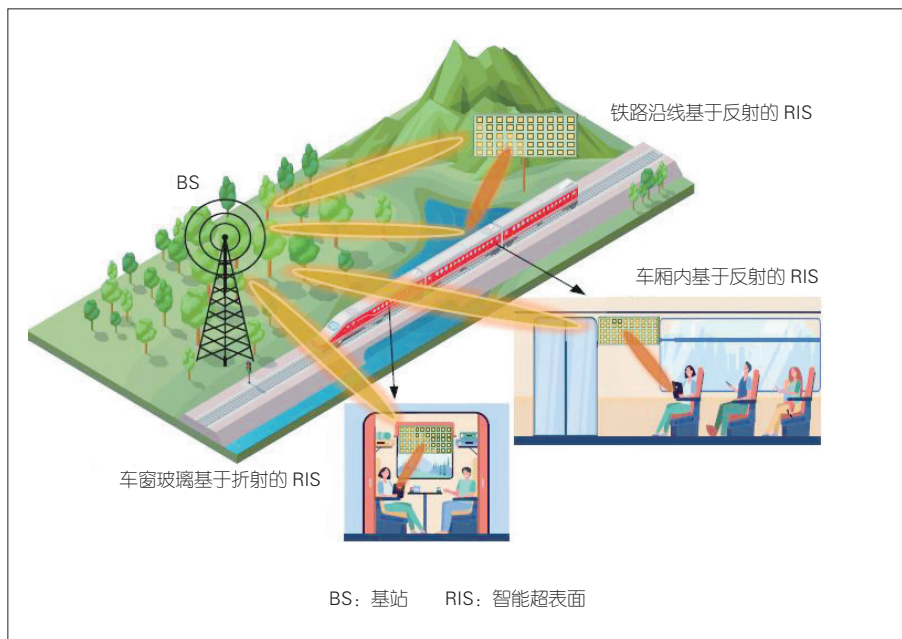 铁路沿线基于反射的 RIS
BS
车厢内基于反射的 RIS
车窗玻璃基于折射的 RIS
BS：基站 RIS：智能超表面